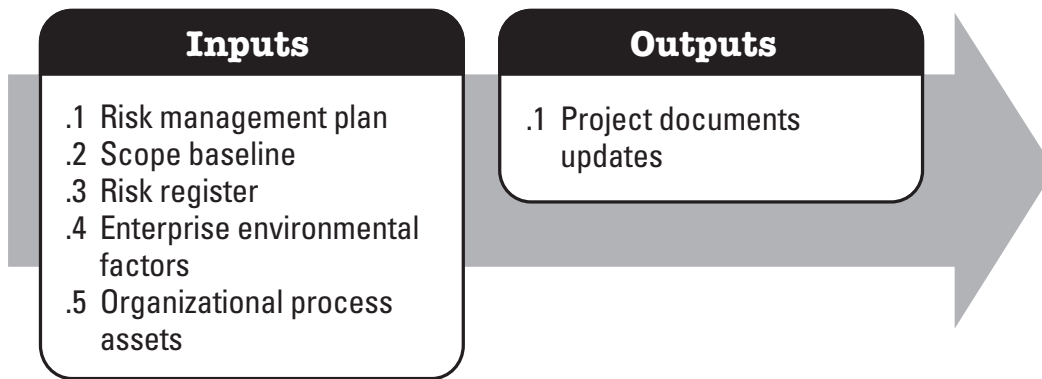 Inputs
.1 Risk management plan
.2 Scope baseline
.3 Risk register
.4 Enterprise environmental
factors
.5 Organizational process
assets
Outputs
.1 Project documents
updates